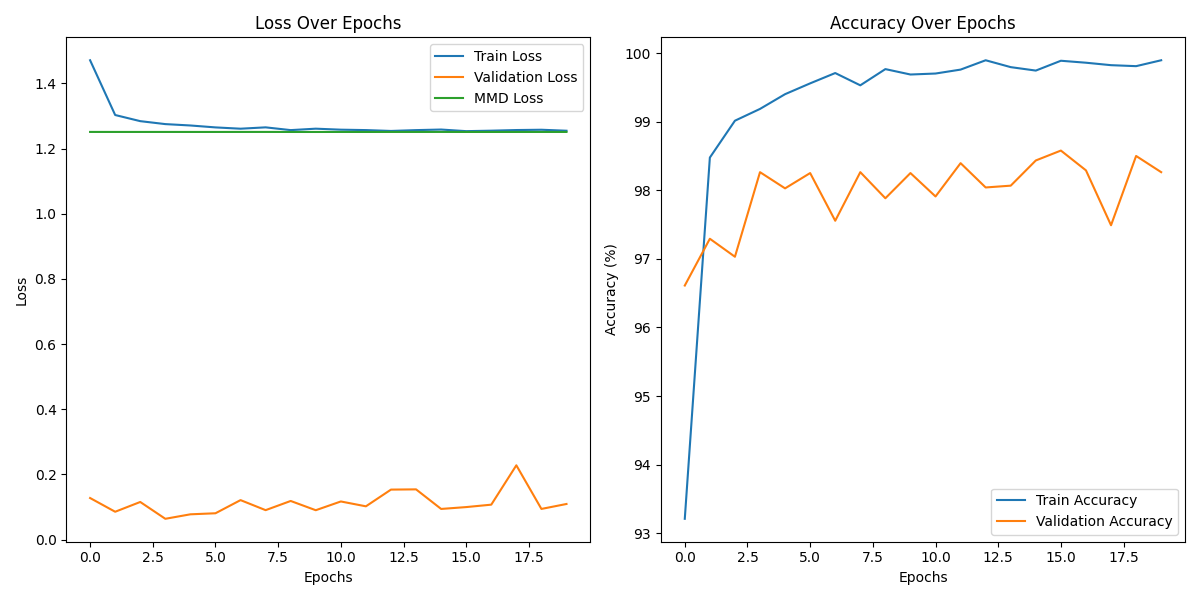 Loss Over Epochs
Train Loss
Validation Loss
MMD Loss
1.4
1.2
1.0
0.8
0.6
0.4
0.2
0.0
Loss
0.0 2.5 5.0 7.5 10.0 12.5 15.0 17.5
Epochs
Accuracy Over Epochs
100
99
98
97
96
95
94
93
Accuracy (%)
Train Accuracy
Validation Accuracy
0.0 2.5 5.0 7.5 10.0 12.5 15.0 17.5
Epochs